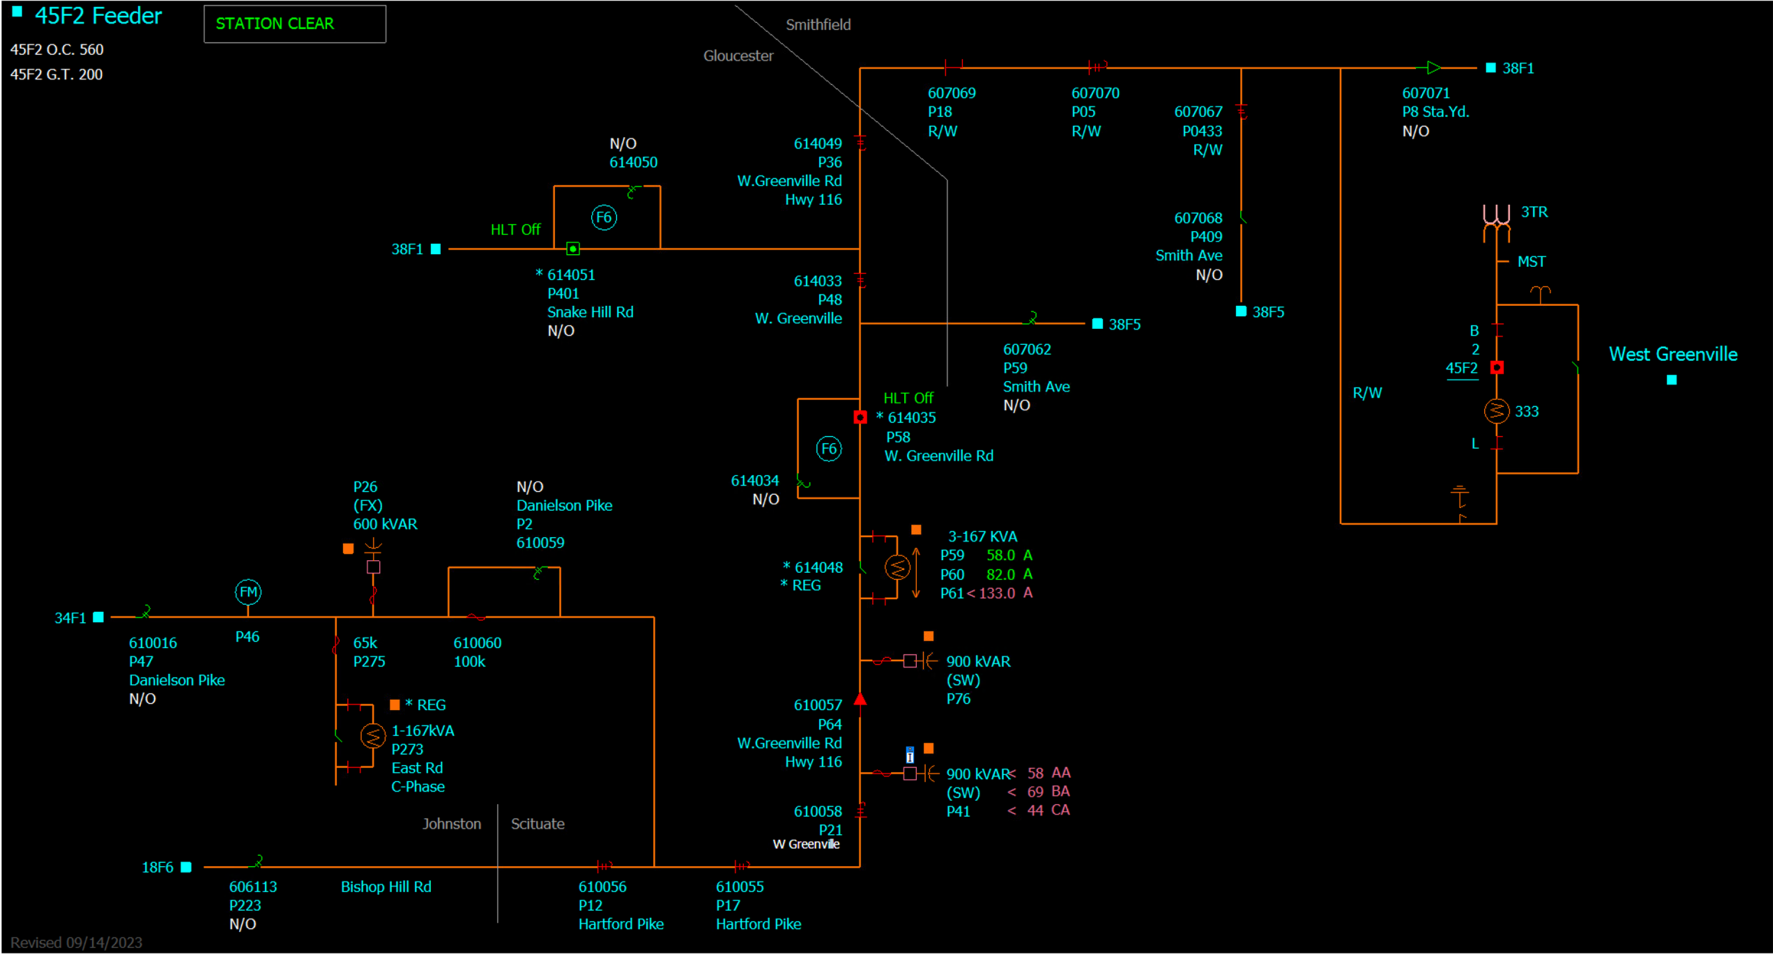 45F2 Feeder
STATION CLEAR
45F2 O.C. 560
45F2 G.T. 200
Smithfield
Gloucester
38F1
607069
P18
R/W
607070
P05
R/W
607067
P0433
R/W
607071
P8 Sta.Yd.
N/O
N/O
614050
614049
P36
W.Greenville Rd
Hwy 116
F6
HLT Off
38F1
* 614051
P401
Snake Hill Rd
N/O
607068
P409
Smith Ave
N/O
38F5
3TR
MST
614033
P48
W. Greenville
38F5
607062
P59
Smith Ave
N/O
B
2
45F2
333
L
R/W
West Greenville
HLT Off
* 614035
P58
W. Greenville Rd
F6
614034
N/O
P26
(FX)
600 kVAR
N/O
Danielson Pike
P2
610059
3-167 KVA
P59 58.0 A
P60 82.0 A
P61 < 133.0 A
* 614048
* REG
FM
34F1
P46
610016
P47
Danielson Pike
N/O
65k
P275
610060
100k
900 kVAR
(SW)
P76
* REG
1-167kVA
P273
East Rd
C-Phase
610057
P64
W.Greenville Rd
Hwy 116
900 kVAR < 58 AA
(SW) < 69 BA
P41 < 44 CA
610058
P21
W Greenville
Johnston
Scituate
18F6
606113
P223
N/O
Bishop Hill Rd
610056
P12
Hartford Pike
610055
P17
Hartford Pike
Revised 09/14/2023